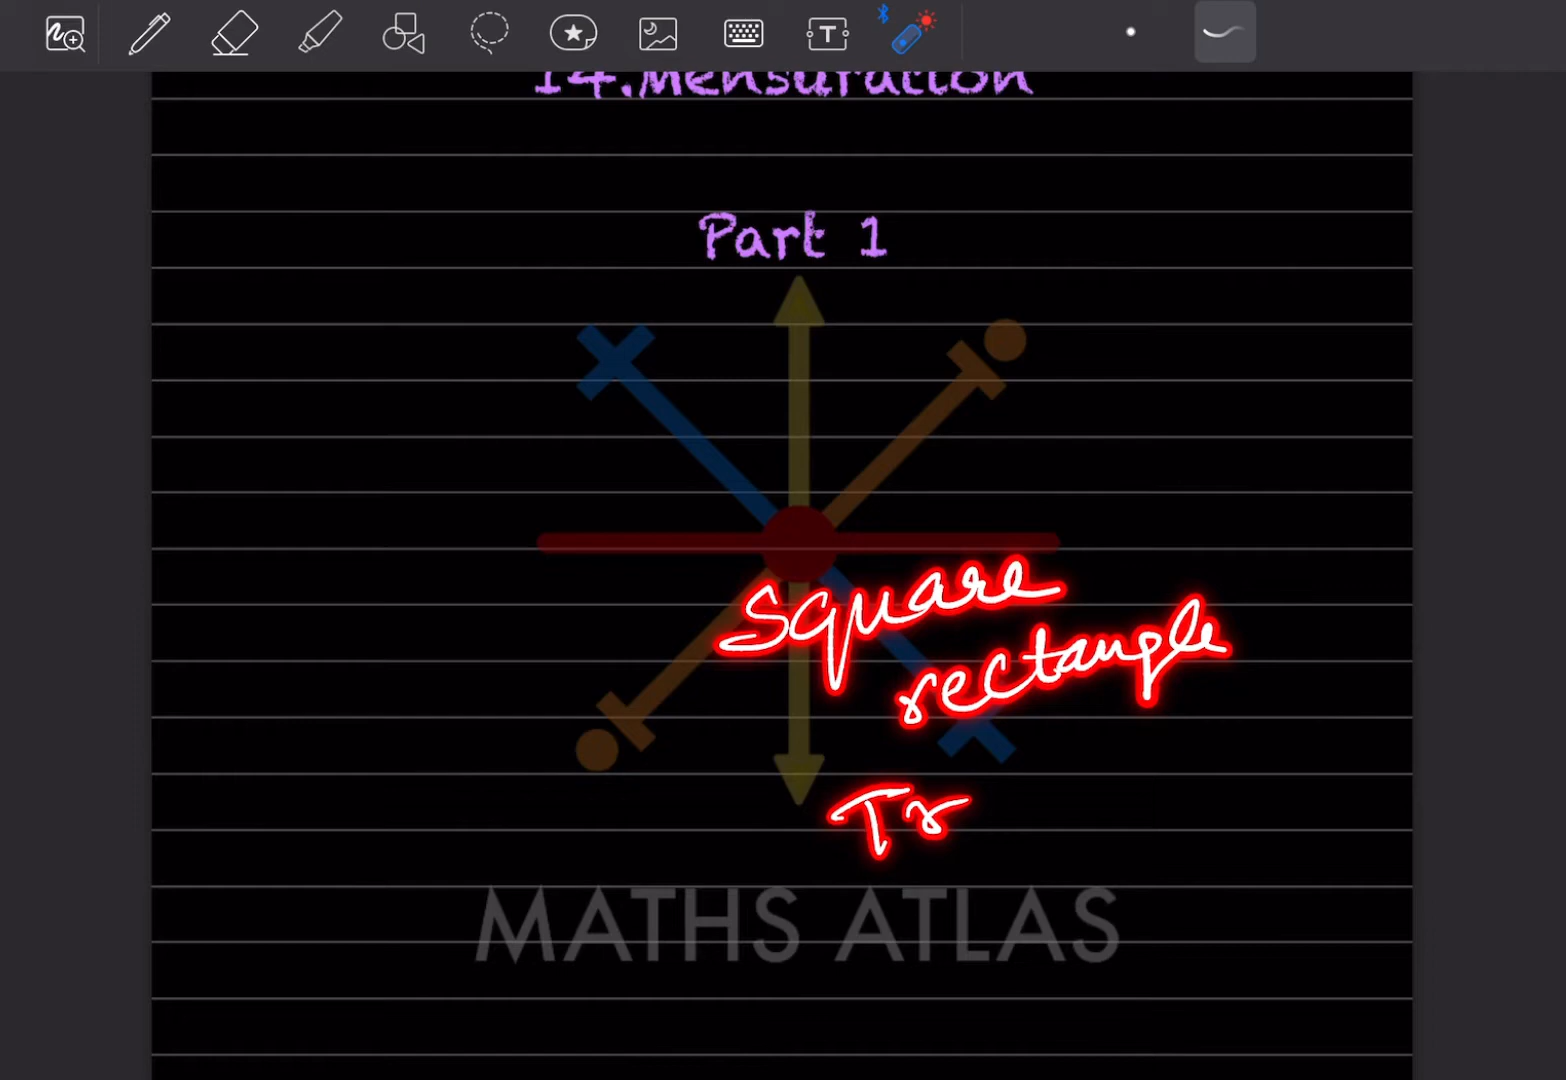 14.Mensuration
Part 1
Square
rectangle
Tr
MATHS ATLAS